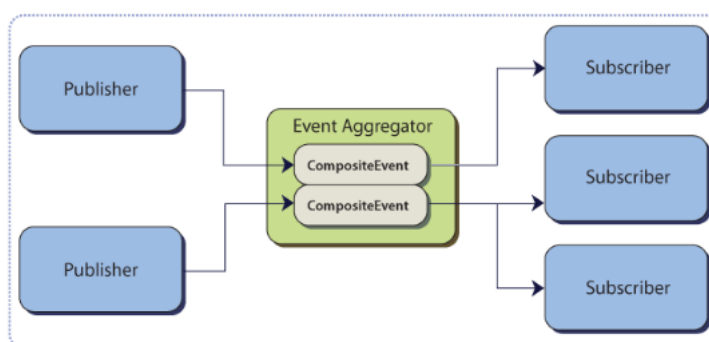 Publisher
Publisher
Event Aggregator
CompositeEvent
CompositeEvent
Subscriber
Subscriber
Subscriber